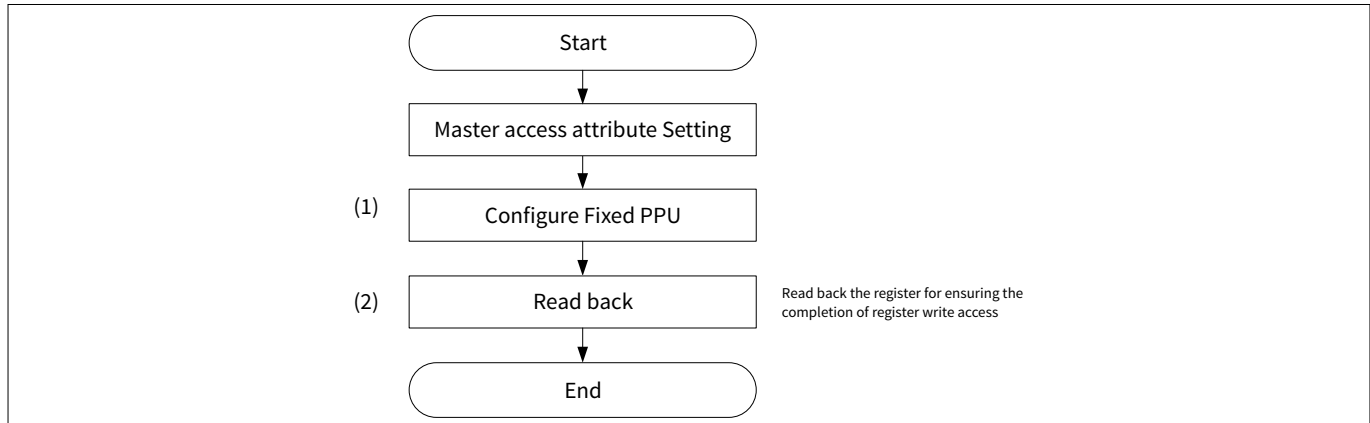 Start
Master access attribute Setting
(1)
Configure Fixed PPU
(2)
Read back
Read back the register for ensuring the
completion of register write access
End